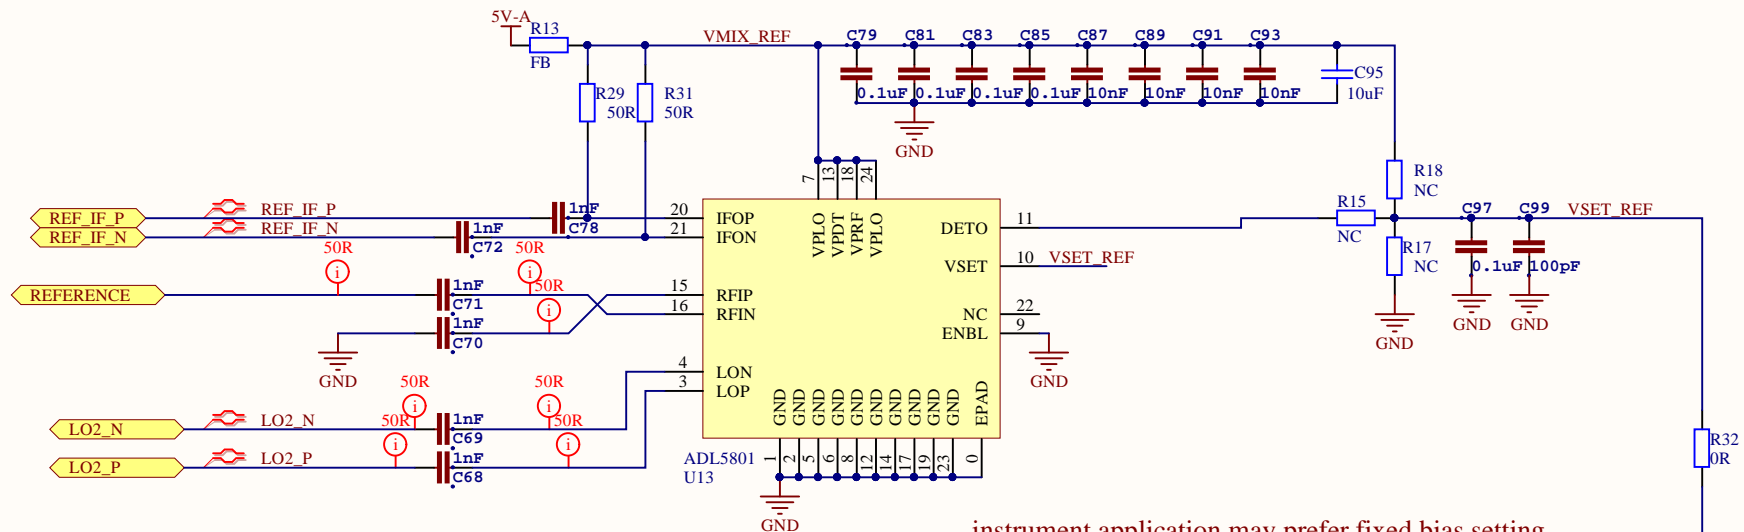 5V-A
R13
FB
VMIX_REF
C79 C81 C83 C85 C87 C89 C91 C93
0.1uF 0.1uF 0.1uF 0.1uF 10nF 10nF 10nF 10nF
C95
10uF
GND
R29
50R
R31
50R
7 13 18 24
VPLO VPDT VPRF VPLO
R18
NC
REF_IF_P
REF_IF_P
1nF
C78
20 IFOP
REF_IF_N
REF_IF_N
1nF
C72
21 IFON
DETO 11
R15
NC
R17
NC
C97
0.1uF
C99
100pF
VSET_REF
GND
GND
GND
VSET 10 VSET_REF
50R
i
50R
i
50R
i
REFERENCE
1nF
C71
15 RFIP
16 RFIN
1nF
C70
GND
NC 22
ENBL 9
GND
4 LON
3 LOP
50R
i
50R
i
50R
i
50R
i
LO2_N
LO2_N
1nF
C69
LO2_P
LO2_P
1nF
C68
GND GND GND GND GND GND GND GND GND GND EPAD
1 2 5 6 8 12 14 17 19 23 0
ADL5801
U13
GND
R32
0R
instrument application may prefer fixed bias setting